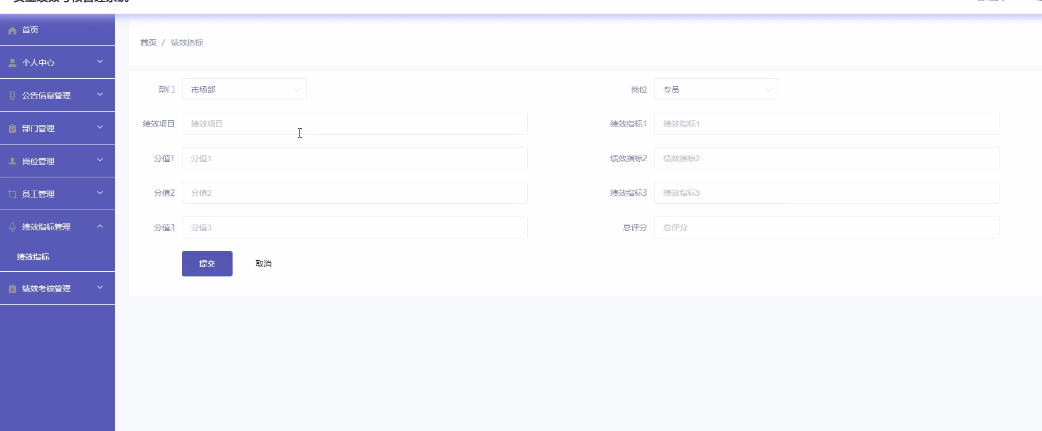 首页
个人中心
公告信息管理
部门管理
岗位管理
员工管理
绩效指标管理
绩效指标
绩效考核管理
首页 / 绩效指标
部门 市场部 岗位 专员
绩效项目 绩效项目 绩效指标1 绩效指标1
分值1 分值1 绩效指标2 绩效指标2
分值2 分值2 绩效指标3 绩效指标3
分值3 分值3 总评分 总评分
提交 取消